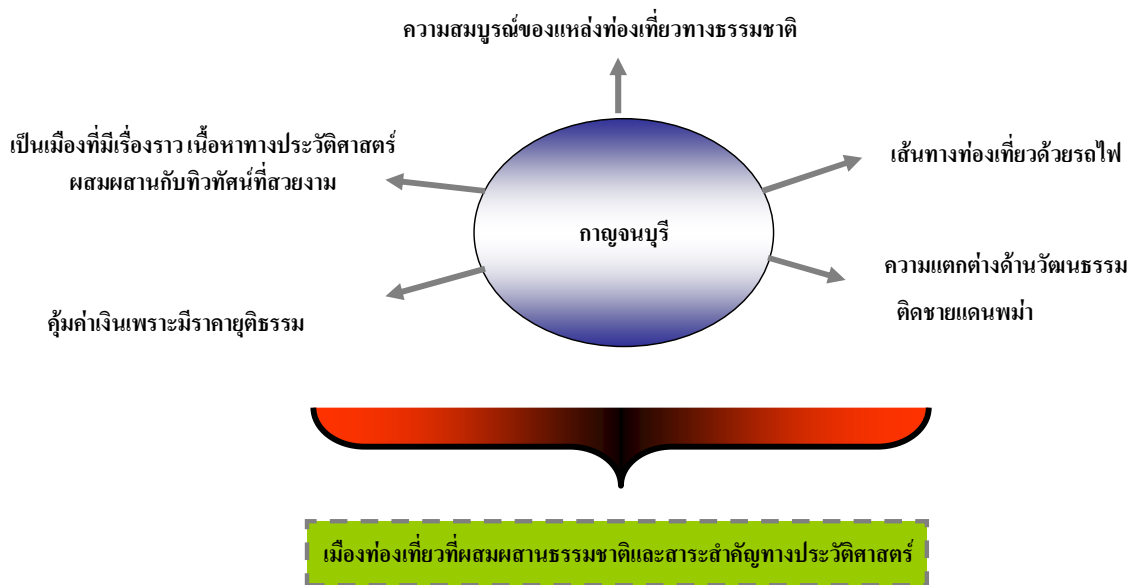 ความสมบูรณ์ของแหล่งท่องเที่ยวทางธรรมชาติ
เป็นเมืองที่มีเรื่องราว เนื้อหาทางประวัติศาสตร์
ผสมผสานกับทิวทัศน์ที่สวยงาม
เส้นทางท่องเที่ยวด้วยรถไฟ
กาญจนบุรี
ความแตกต่างด้านวัฒนธรรม
ติดชายแดนพม่า
คุ้มค่าเงินเพราะมีราคายุติธรรม
เมืองท่องเที่ยวที่ผสมผสานธรรมชาติและสาระสำคัญทางประวัติศาสตร์